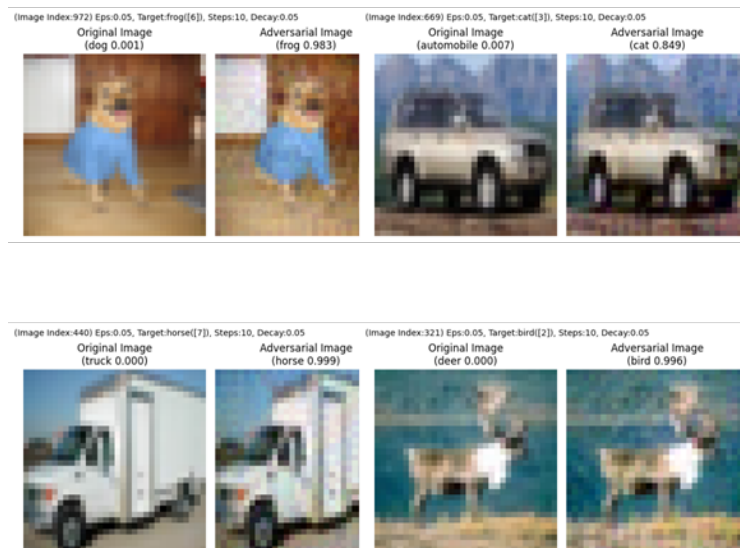 (Image Index:972) Eps:0.05, Target:frog([6]), Steps:10, Decay:0.05
Original Image
(dog 0.001)
Adversarial Image
(frog 0.983)
(Image Index:669) Eps:0.05, Target:cat([3]), Steps:10, Decay:0.05
Original Image
(automobile 0.007)
Adversarial Image
(cat 0.849)
(Image Index:440) Eps:0.05, Target:horse([7]), Steps:10, Decay:0.05
Original Image
(truck 0.000)
Adversarial Image
(horse 0.999)
(Image Index:321) Eps:0.05, Target:bird([2]), Steps:10, Decay:0.05
Original Image
(deer 0.000)
Adversarial Image
(bird 0.996)